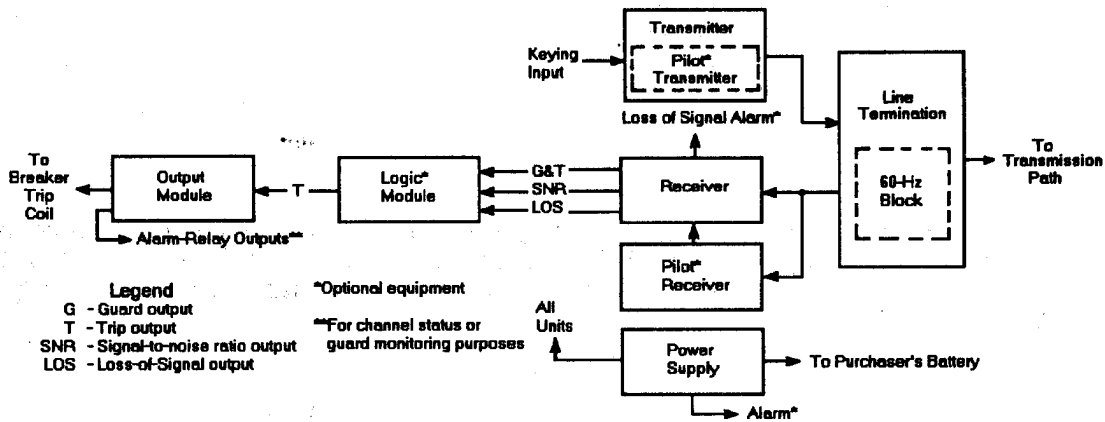 Transmitter
Pilot*
Transmitter
Keying
Input
Line
Termination
60-Hz
Block
To
Transmission
Path
Loss of Signal Alarm*
Receiver
G&T
SNR
LOS
Logic*
Module
T
Output
Module
To
Breaker
Trip
Coil
Alarm-Relay Outputs**
Pilot*
Receiver
Legend
G - Guard output
T - Trip output
SNR - Signal-to-noise ratio output
LOS - Loss-of-Signal output
*Optional equipment
**For channel status or
guard monitoring purposes
All
Units
Power
Supply
To Purchaser's Battery
Alarm*